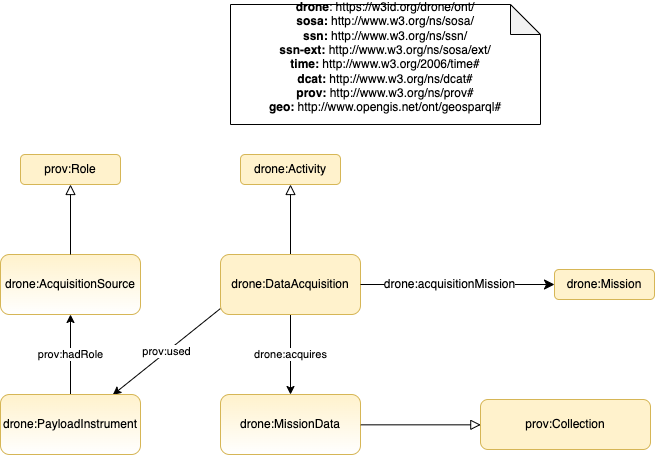 drone: https://w3id.org/drone/ont/
sosa: http://www.w3.org/ns/sosa/
ssn: http://www.w3.org/ns/ssn/
ssn-ext: http://www.w3.org/ns/sosa/ext/
time: http://www.w3.org/2006/time#
dcat: http://www.w3.org/ns/dcat#
prov: http://www.w3.org/ns/prov#
geo: http://www.opengis.net/ont/geosparql#
prov:Role
drone:Activity
drone:AcquisitionSource
drone:DataAcquisition
drone:acquisitionMission
drone:Mission
prov:hadRole
prov:used
drone:acquires
drone:PayloadInstrument
drone:MissionData
prov:Collection